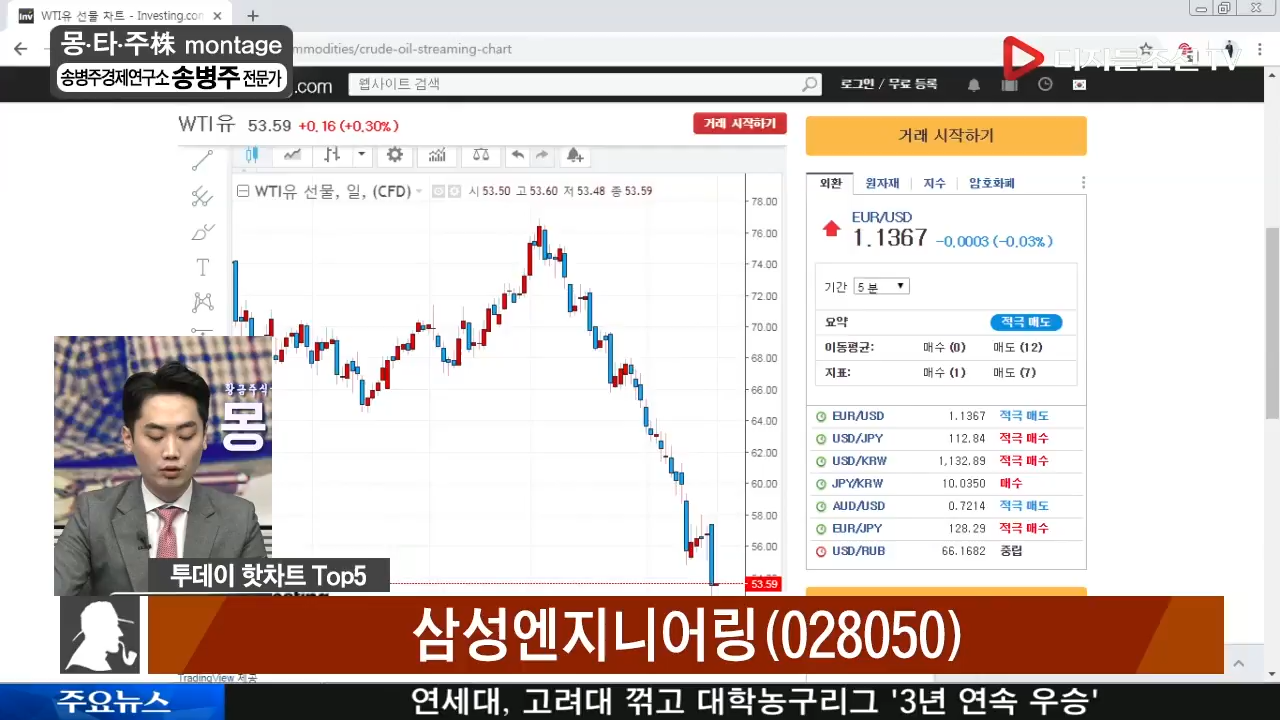 WTI유 선물 차트 - Investing.com
몽·타·주株 montage
송병주경제연구소 송병주 전문가
mmodities/crude-oil-streaming-chart
디지틀조선TV
.com
웹사이트 검색
로그인 / 무료 등록
WTI유 53.59 +0.16 (+0.30%)
거래 시작하기
거래 시작하기
WTI유 선물, 일, (CFD) 시 53.50 고 53.60 저 53.48 종 53.59
78.00
76.00
74.00
72.00
70.00
68.00
66.00
64.00
62.00
60.00
58.00
56.00
53.59
외환 원자재 지수 암호화폐
EUR/USD
1.1367 -0.0003 (-0.03%)
기간 5 분
요약 적극 매도
이동평균: 매수 (0) 매도 (12)
지표: 매수 (1) 매도 (7)
EUR/USD 1.1367 적극 매도
USD/JPY 112.84 적극 매수
USD/KRW 1,132.89 적극 매수
JPY/KRW 10.0350 매수
AUD/USD 0.7214 적극 매도
EUR/JPY 128.29 적극 매수
USD/RUB 66.1682 중립
황금주식
몽
투데이 핫차트 Top5
삼성엔지니어링(028050)
TradingView 제공
주요뉴스
연세대, 고려대 꺾고 대학농구리그 '3년 연속 우승'